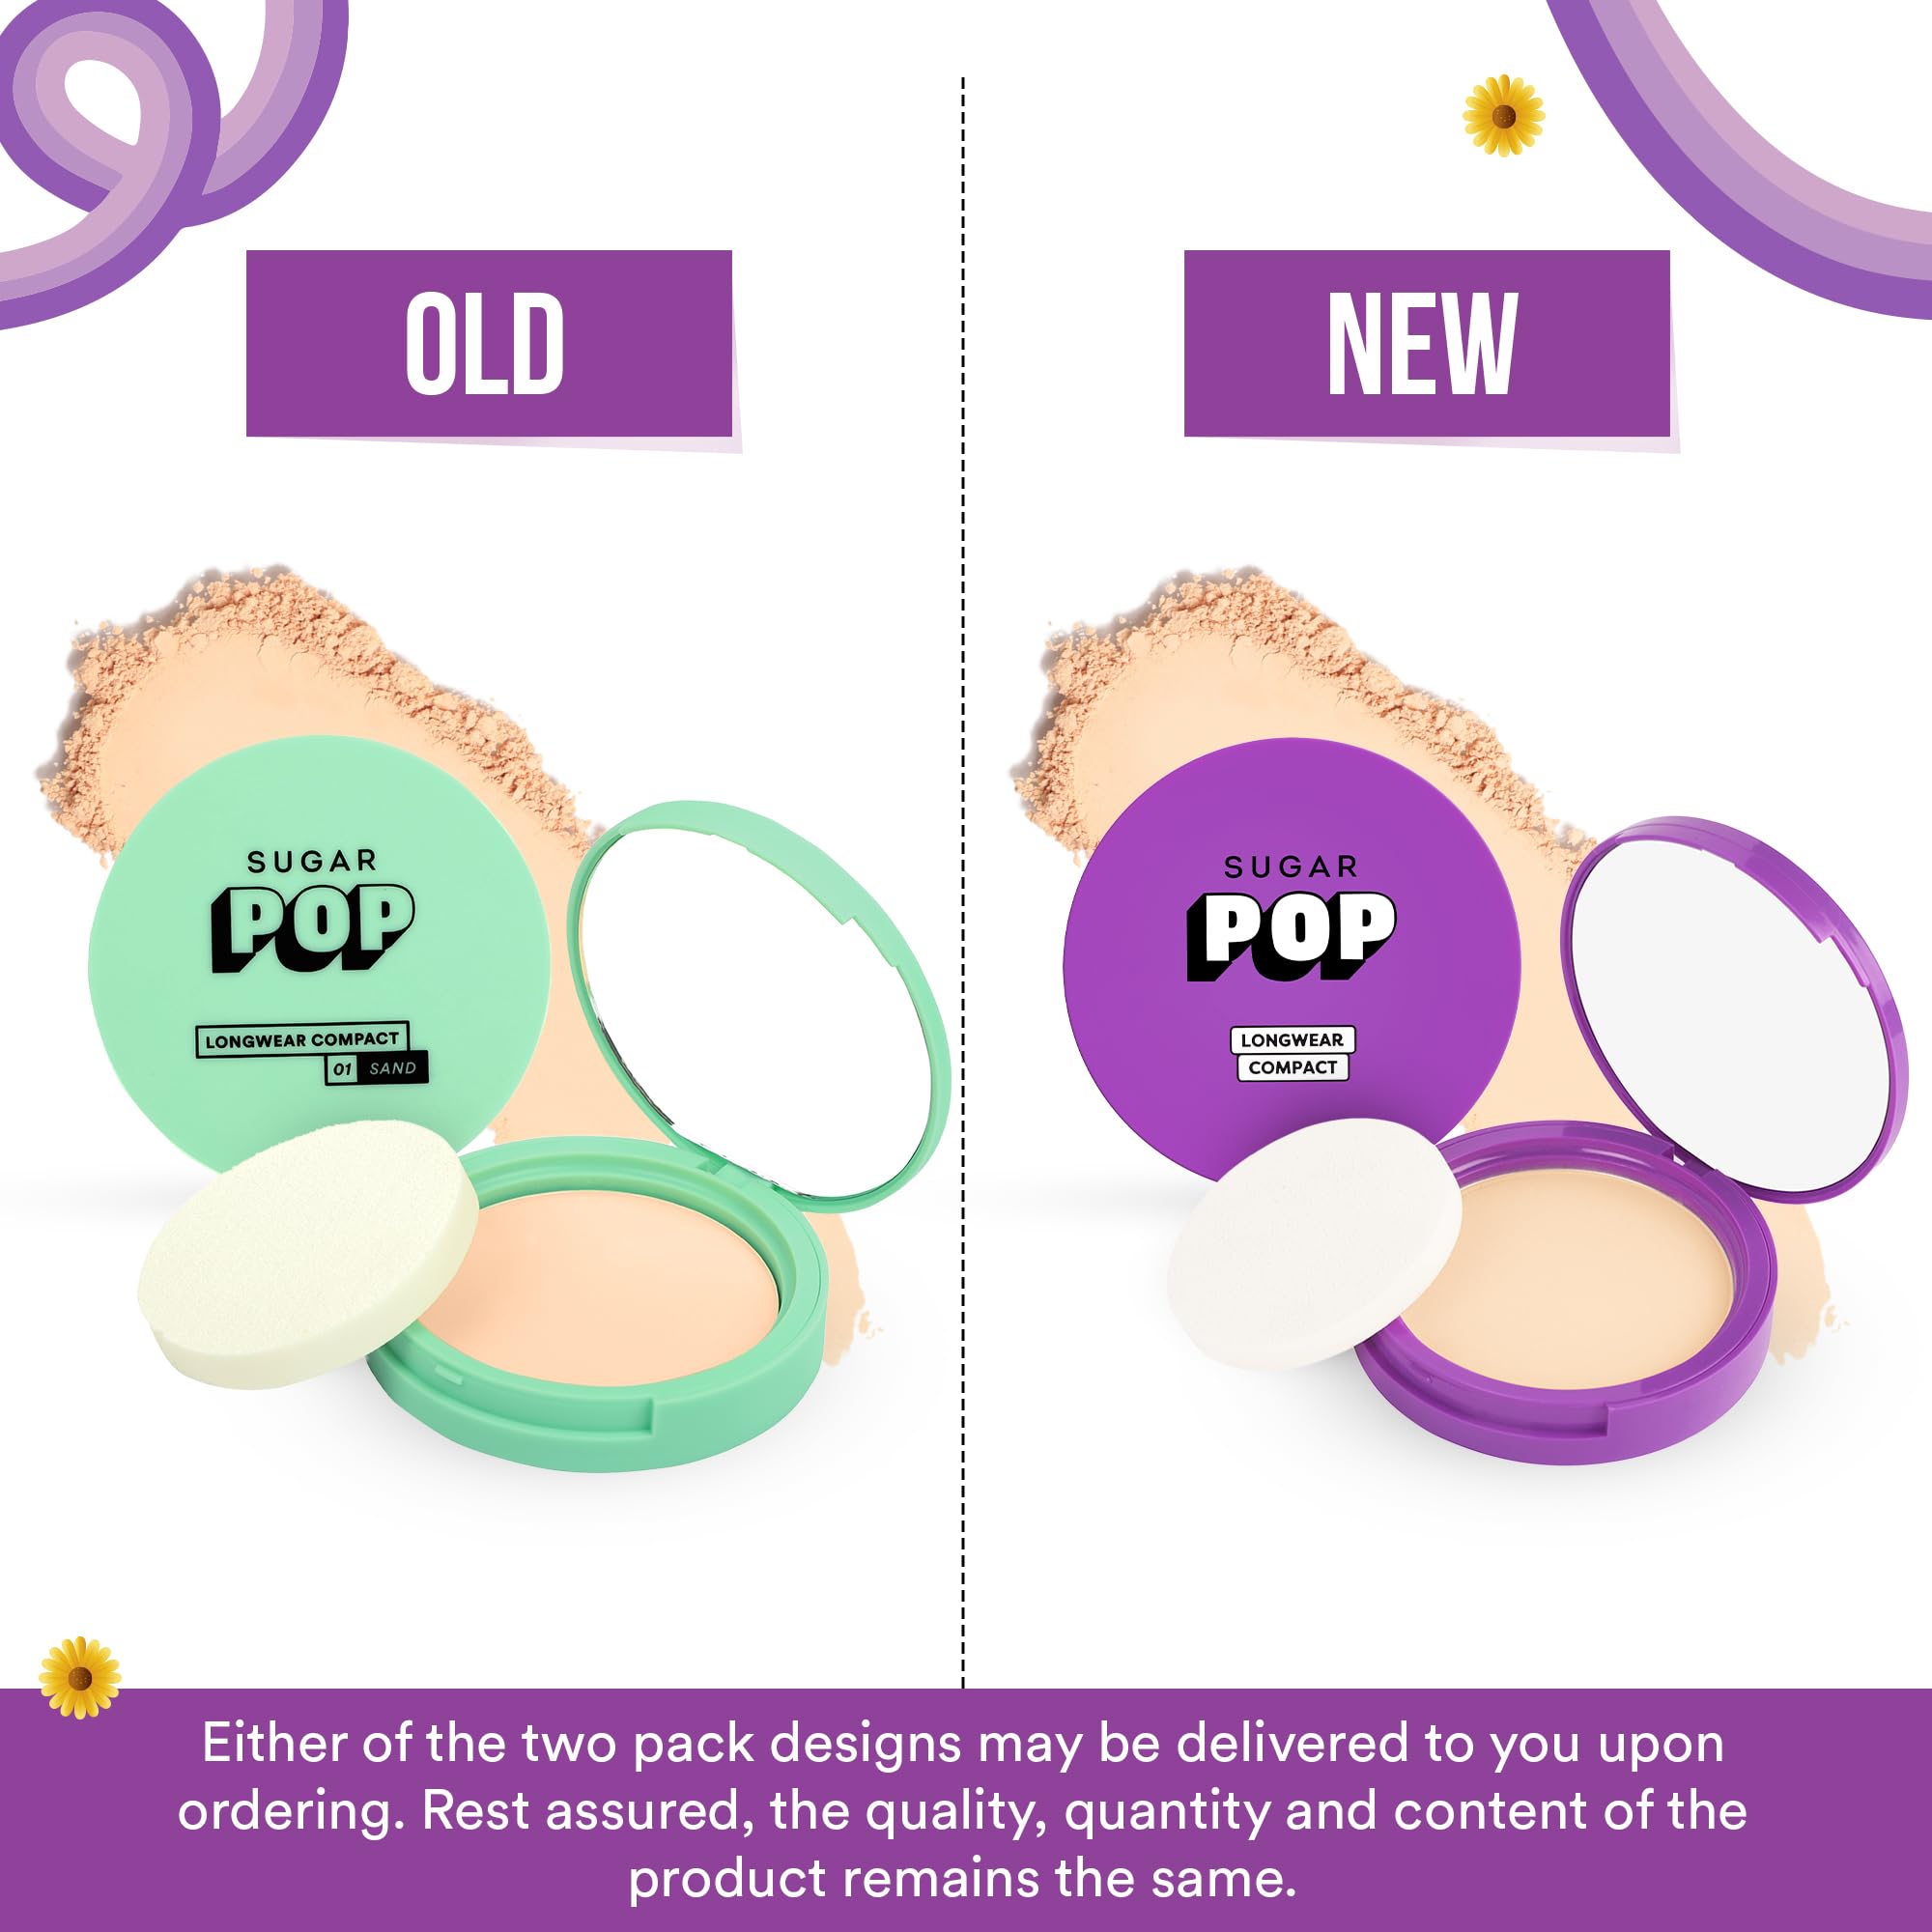 OLD
NEW
SUGAR
POP
LONGWEAR COMPACT
01 SAND
SUGAR
POP
LONGWEAR
COMPACT
Either of the two pack designs may be delivered to you upon
ordering. Rest assured, the quality, quantity and content of the
product remains the same.